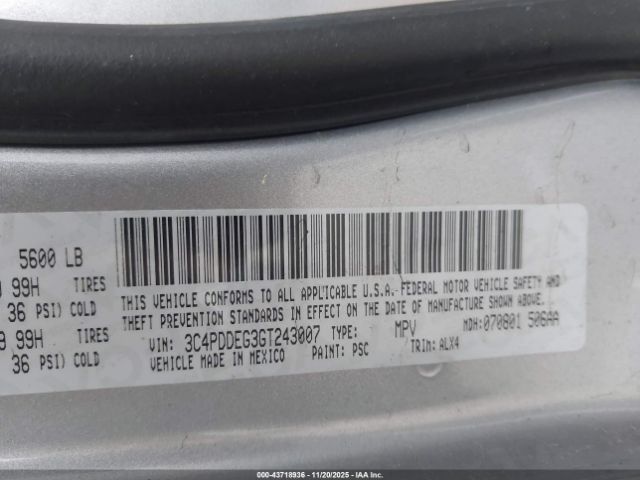 5600 LB
99H TIRES
36 PSI) COLD
99H TIRES
36 PSI) COLD
THIS VEHICLE CONFORMS TO ALL APPLICABLE U.S.A. FEDERAL MOTOR VEHICLE SAFETY AND
THEFT PREVENTION STANDARDS IN EFFECT ON THE DATE OF MANUFACTURE SHOWN ABOVE.
VIN: 3C4PDDEG3GT243007 TYPE: MPV MDH:070801 506AA
VEHICLE MADE IN MEXICO PAINT: PSC TRIM: ALX4
00-43718936 - 11/20/2025 - IAA Inc.